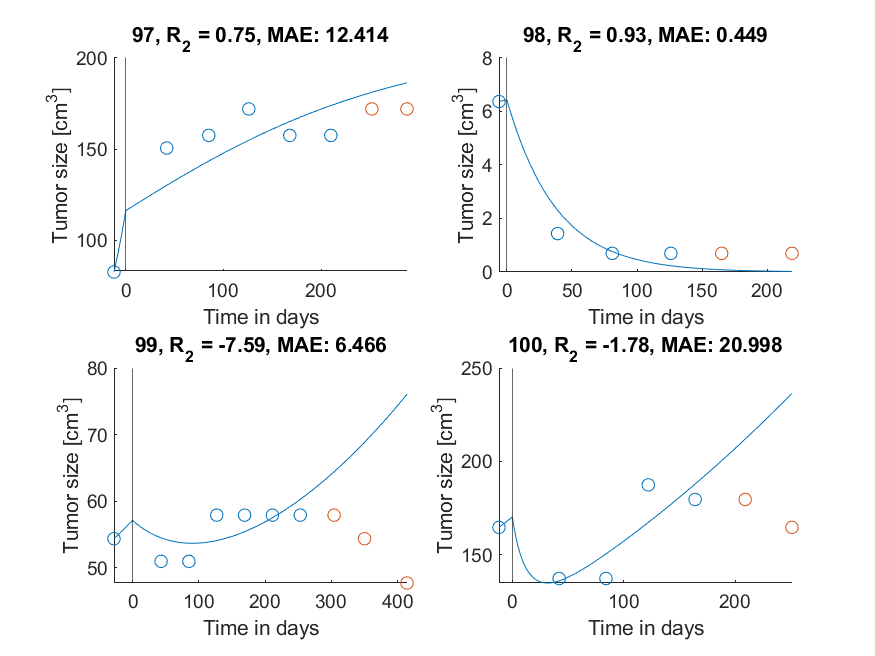 97, R2 = 0.75, MAE: 12.414
Tumor size [cm3]
200
150
100
0
100
200
Time in days
98, R2 = 0.93, MAE: 0.449
Tumor size [cm3]
8
6
4
2
0
0
50
100
150
200
Time in days
99, R2 = -7.59, MAE: 6.466
Tumor size [cm3]
80
70
60
50
0
100
200
300
400
Time in days
100, R2 = -1.78, MAE: 20.998
Tumor size [cm3]
250
200
150
0
100
200
Time in days